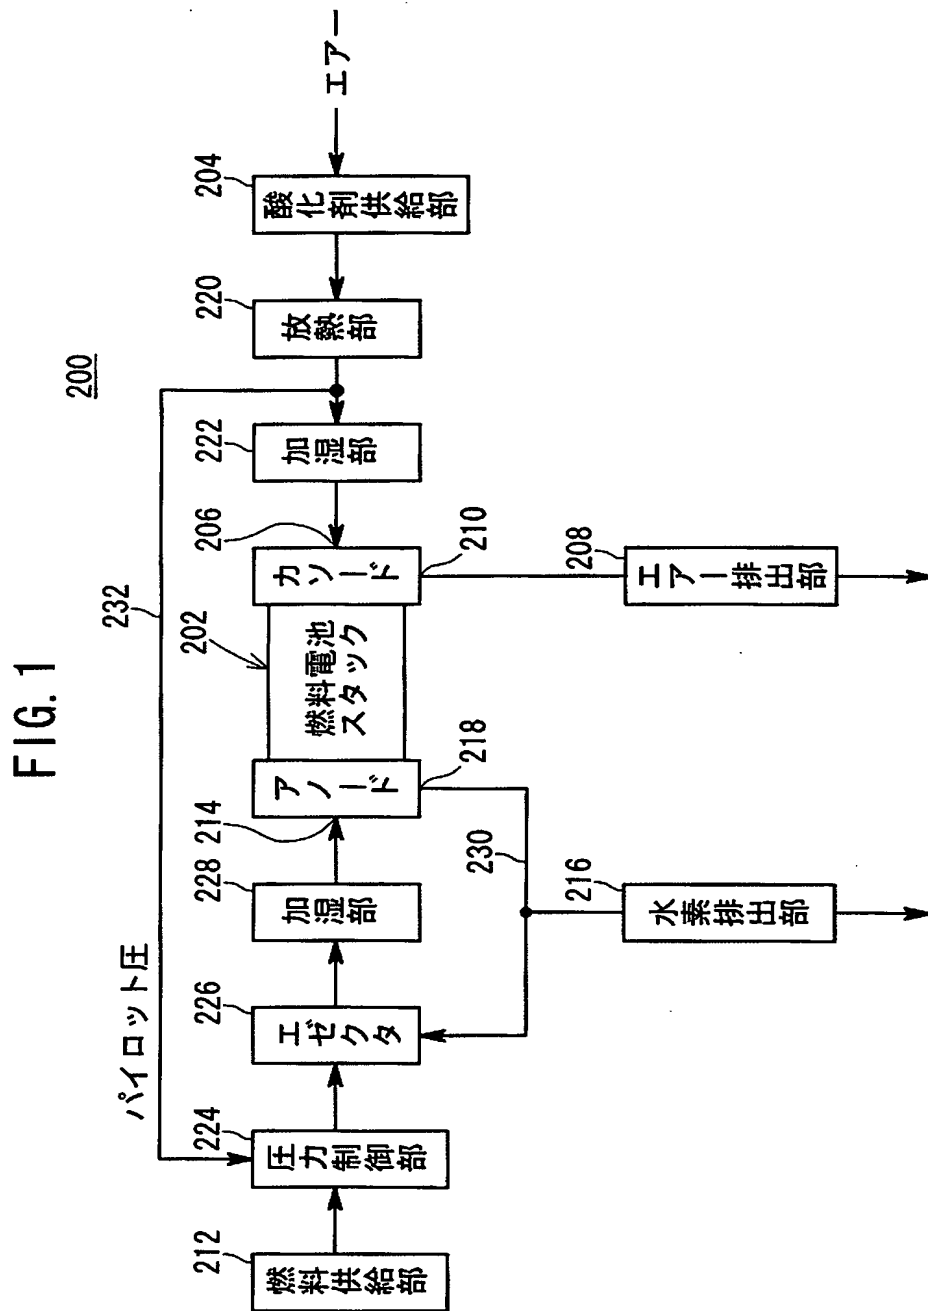 FIG. 1
200
232
パイロット圧
212
燃料供給部
224
圧力制御部
226
エゼクタ
228
加湿部
214
アノード
202
燃料電池
スタック
カソード
206
222
加湿部
220
放熱部
204
酸化剤供給部
エアー
218
230
210
216
水素排出部
208
エアー排出部